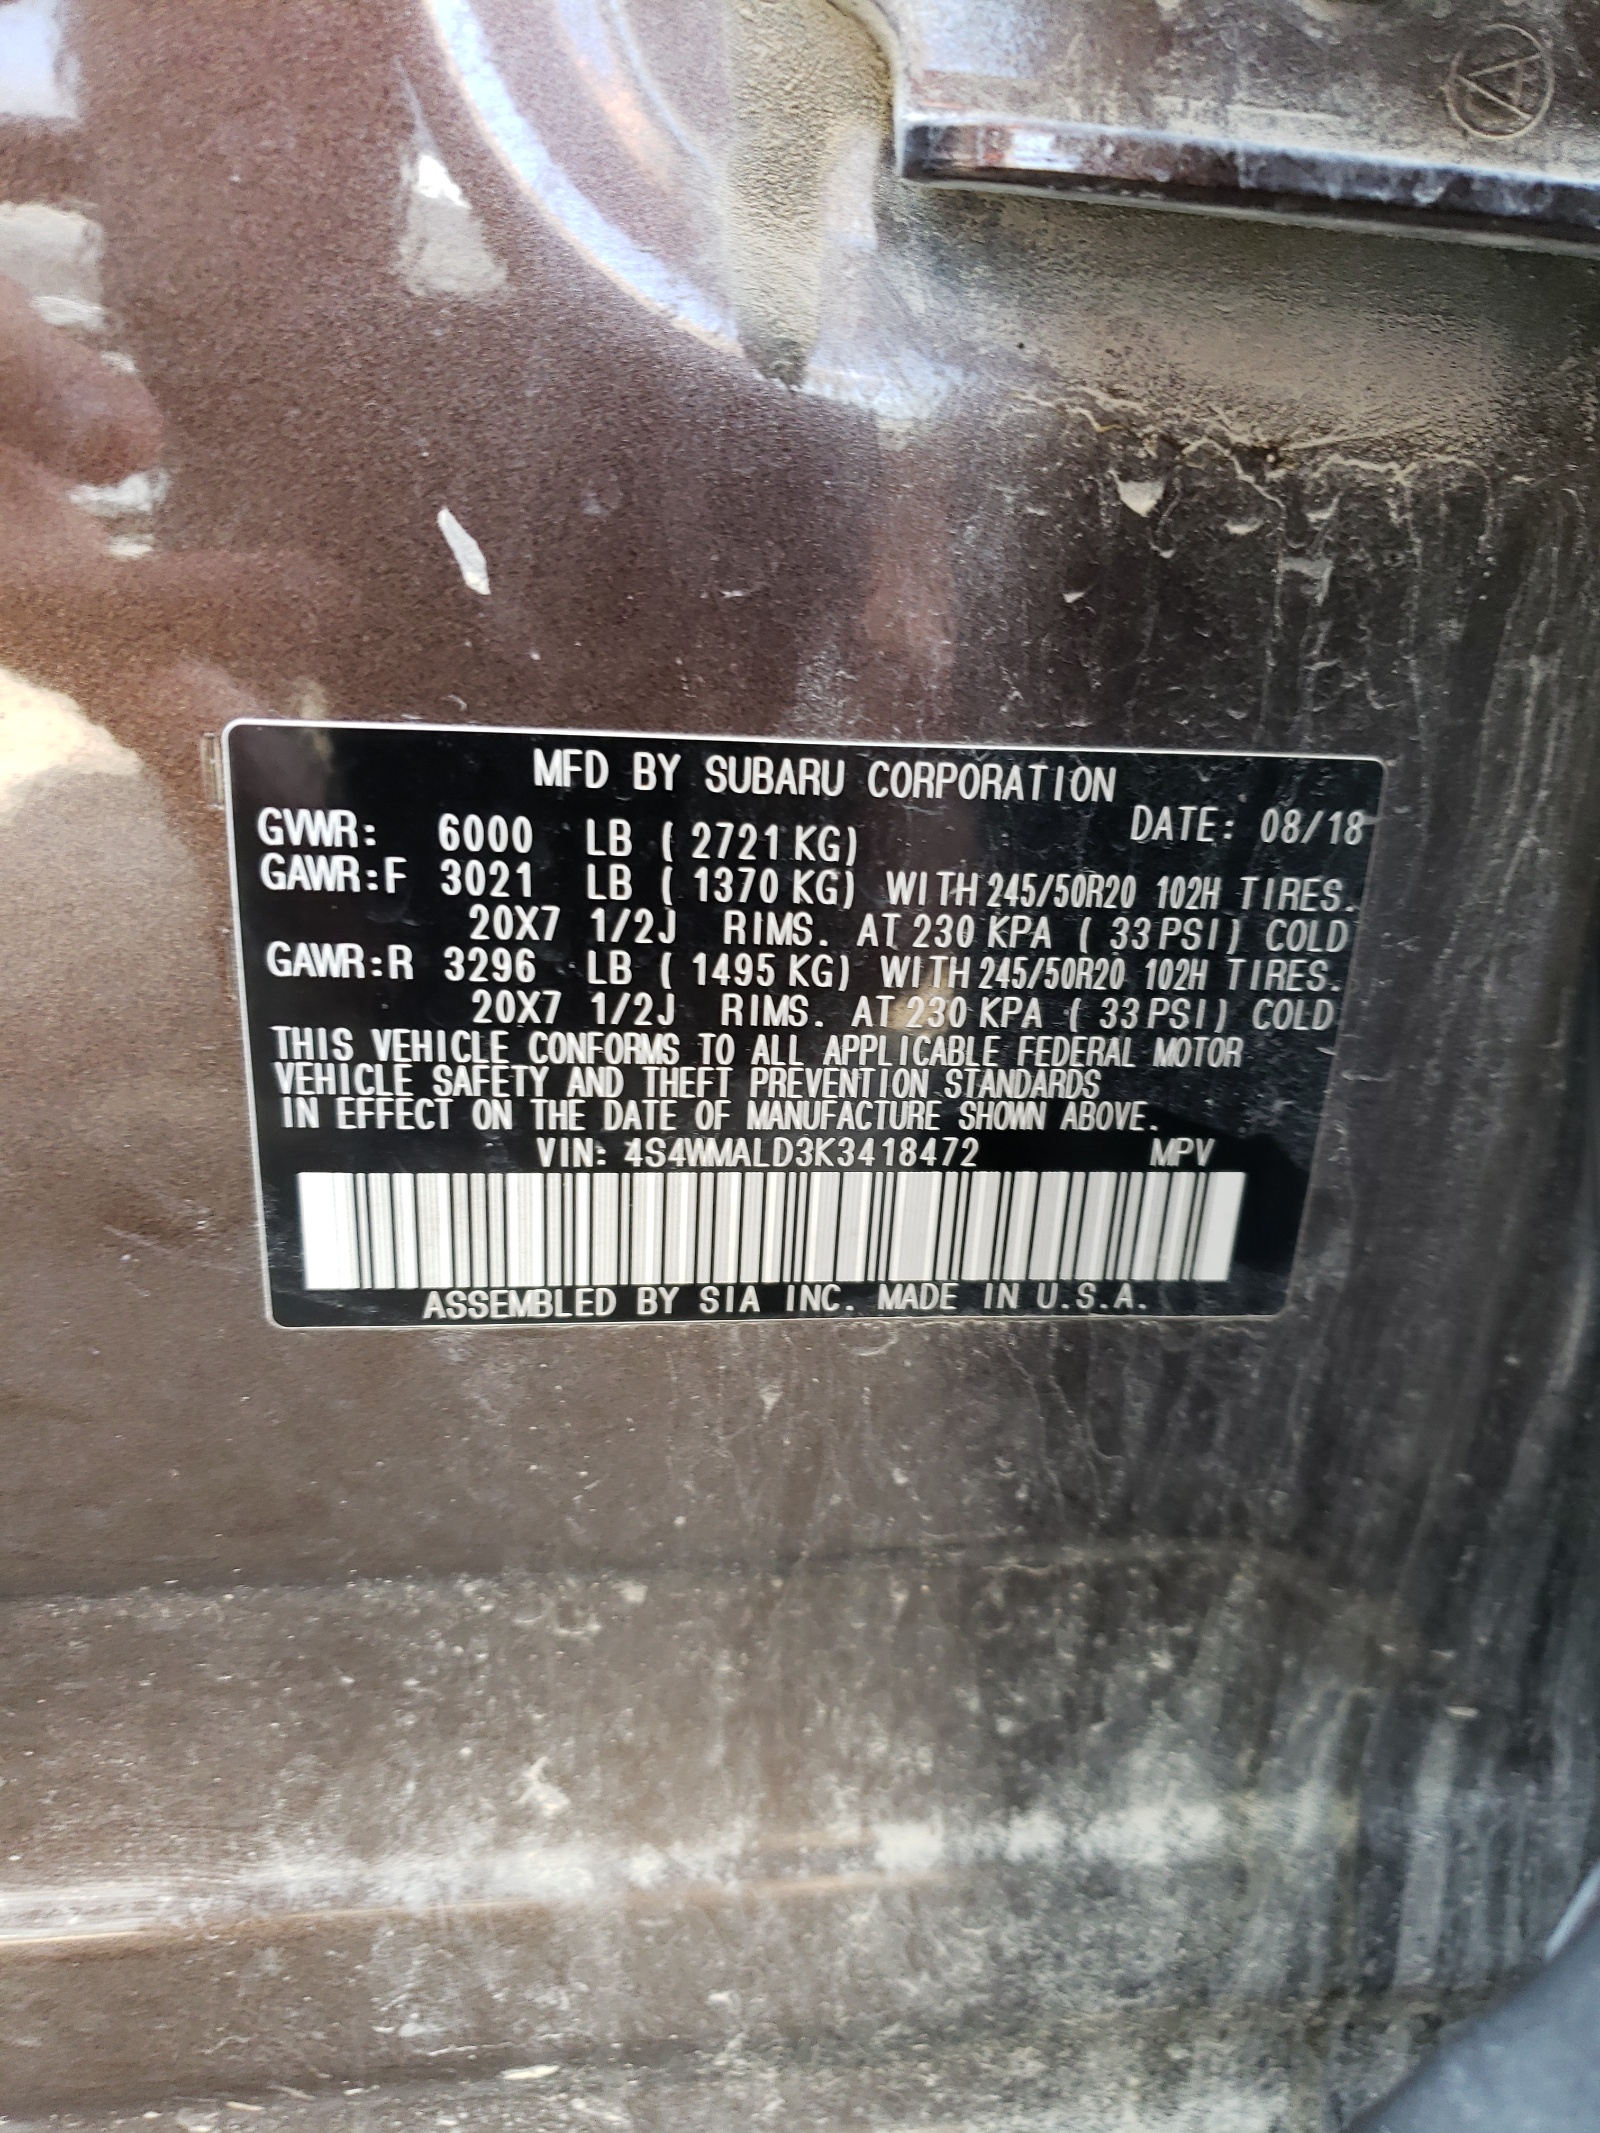 MFD BY SUBARU CORPORATION
DATE: 08/18
GVWR: 6000 LB ( 2721 KG)
GAWR:F 3021 LB ( 1370 KG) WITH 245/50R20 102H TIRES.
20X7 1/2J RIMS. AT 230 KPA ( 33 PSI) COLD
GAWR:R 3296 LB ( 1495 KG) WITH 245/50R20 102H TIRES.
20X7 1/2J RIMS. AT 230 KPA ( 33 PSI) COLD
THIS VEHICLE CONFORMS TO ALL APPLICABLE FEDERAL MOTOR
VEHICLE SAFETY AND THEFT PREVENTION STANDARDS
IN EFFECT ON THE DATE OF MANUFACTURE SHOWN ABOVE.
VIN: 4S4WMALD3K3418472 MPV
ASSEMBLED BY SIA INC. MADE IN U.S.A.